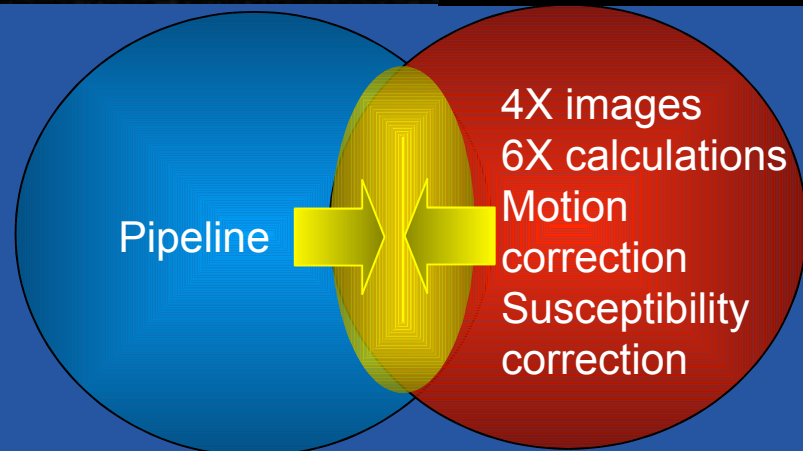 Pipeline
4X images
6X calculations
Motion
correction
Susceptibility
correction